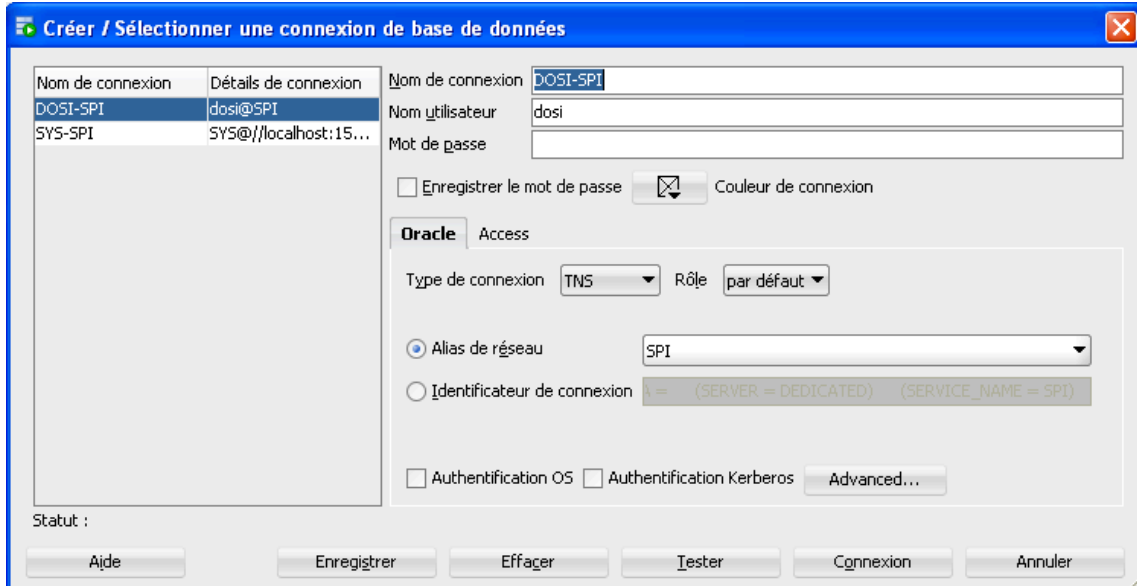 Créer / Sélectionner une connexion de base de données
Nom de connexion Détails de connexion
DOSI-SPI dosi@SPI
SYS-SPI SYS@//localhost:15...
Nom de connexion DOSI-SPI
Nom utilisateur dosi
Mot de passe
Enregistrer le mot de passe Couleur de connexion
Oracle Access
Type de connexion TNS Rôle par défaut
Alias de réseau SPI
Identificateur de connexion = (SERVER = DEDICATED) (SERVICE_NAME = SPI)
Authentification OS Authentification Kerberos Advanced...
Statut :
Aide Enregistrer Effacer Tester Connexion Annuler